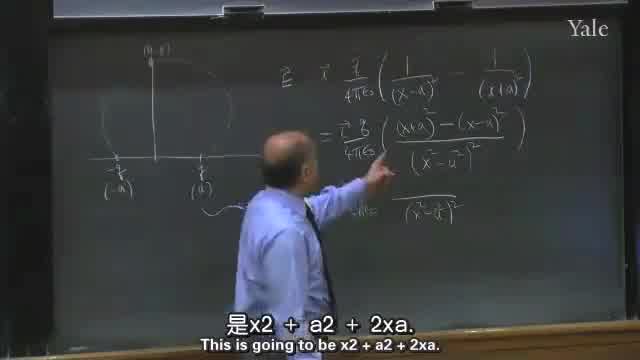 Yale
E⃗ i⃗ q/4πε₀ ( 1/(x-a)² - 1/(x+a)² )
= i⃗ q/4πε₀ ( (x+a)² - (x-a)² / (x²-a²)² )
(x²-a²)²
-q q
(-a) (a)
是x2 + a2 + 2xa.
This is going to be x2 + a2 + 2xa.